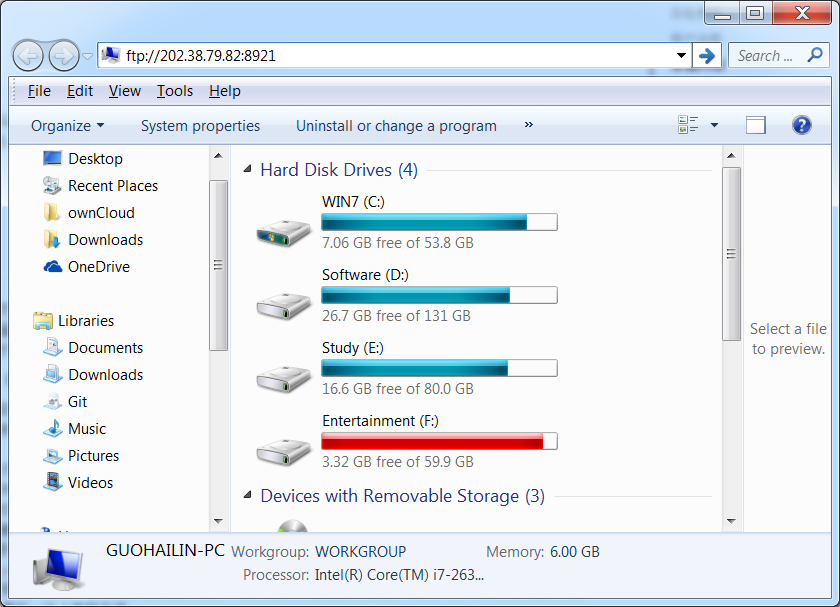 ftp://202.38.79.82:8921
Search ...
File Edit View Tools Help
Organize System properties Uninstall or change a program »
Desktop
Recent Places
ownCloud
Downloads
OneDrive
Libraries
Documents
Downloads
Git
Music
Pictures
Videos
Hard Disk Drives (4)
WIN7 (C:)
7.06 GB free of 53.8 GB
Software (D:)
26.7 GB free of 131 GB
Study (E:)
16.6 GB free of 80.0 GB
Entertainment (F:)
3.32 GB free of 59.9 GB
Devices with Removable Storage (3)
Select a file
to preview.
GUOHAILIN-PC Workgroup: WORKGROUP Memory: 6.00 GB
Processor: Intel(R) Core(TM) i7-263...